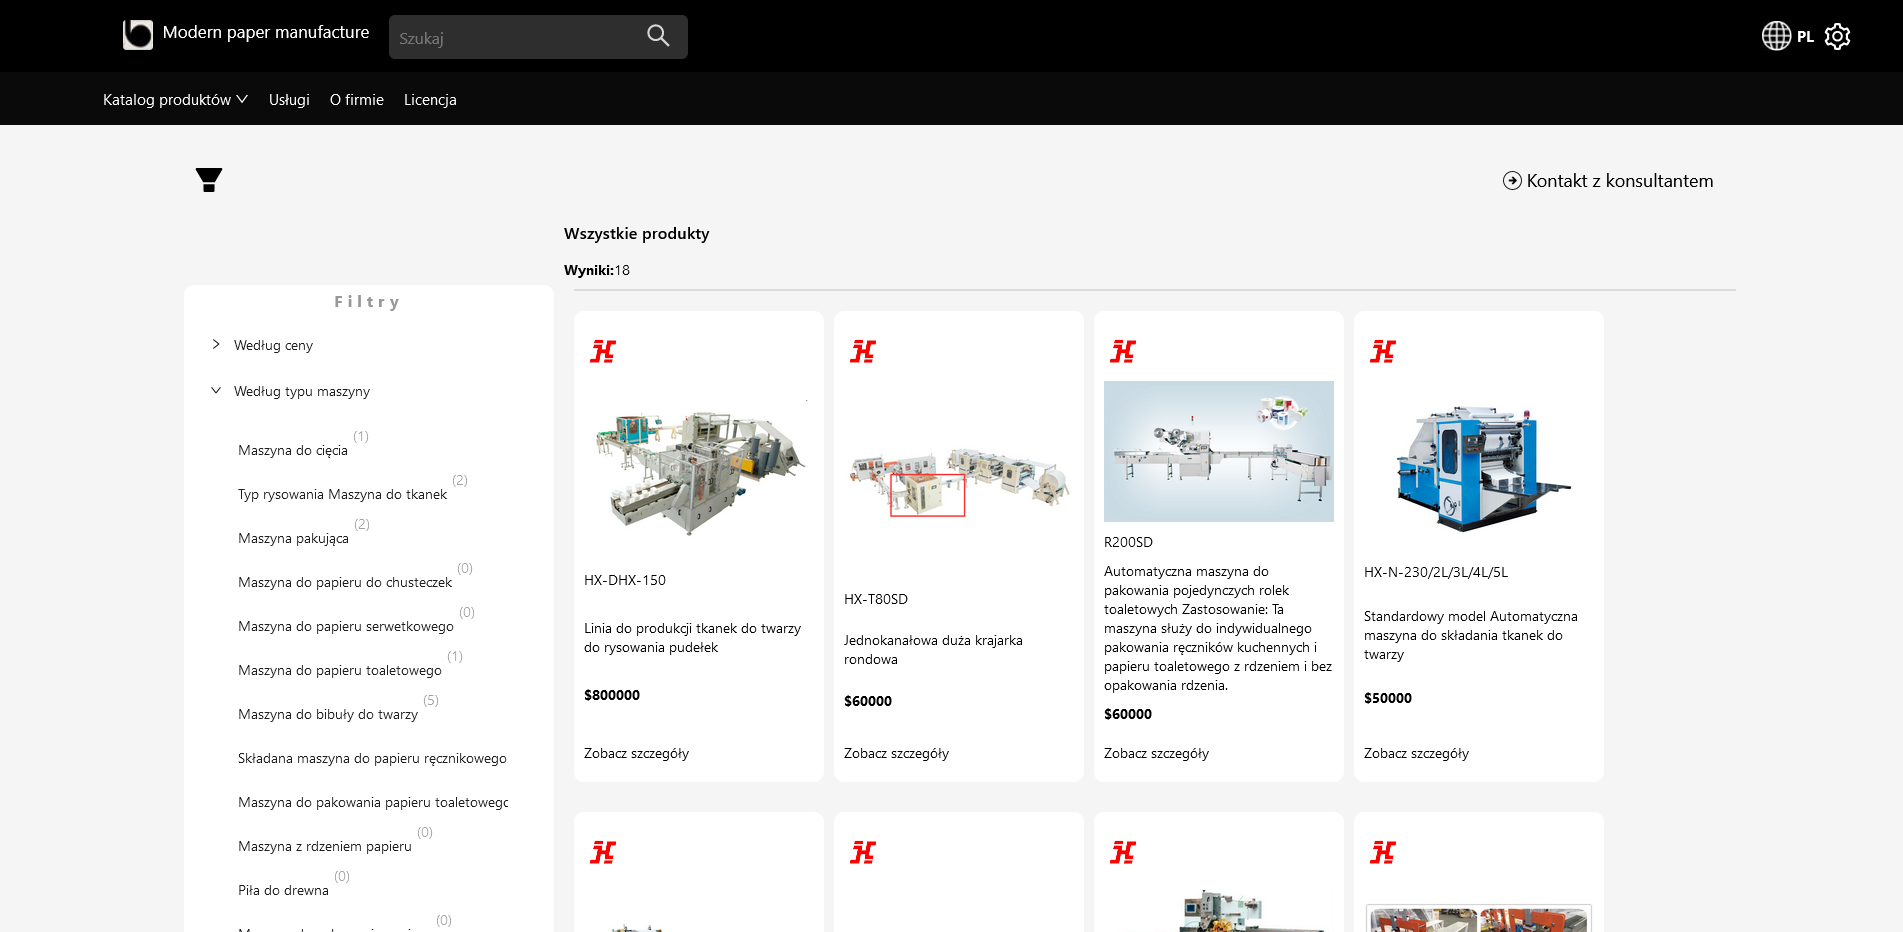 Modern paper manufacture
Szukaj
PL
Katalog produktów
Usługi
O firmie
Licencja
Kontakt z konsultantem
Wszystkie produkty
Wyniki:18
Filtry
Według ceny
Według typu maszyny
Maszyna do cięcia (1)
Typ rysowania Maszyna do tkanek (2)
Maszyna pakująca (2)
Maszyna do papieru do chusteczek (0)
Maszyna do papieru serwetkowego (0)
Maszyna do papieru toaletowego (1)
Maszyna do bibuły do twarzy (5)
Składana maszyna do papieru ręcznikowego
Maszyna do pakowania papieru toaletowego
Maszyna z rdzeniem papieru (0)
Piła do drewna (0)
(0)
HX-DHX-150
Linia do produkcji tkanek do twarzy
do rysowania pudełek
$800000
Zobacz szczegóły
HX-T80SD
Jednokanałowa duża krajarka
rondowa
$60000
Zobacz szczegóły
R200SD
Automatyczna maszyna do
pakowania pojedynczych rolek
toaletowych Zastosowanie: Ta
maszyna służy do indywidualnego
pakowania ręczników kuchennych i
papieru toaletowego z rdzeniem i bez
opakowania rdzenia.
$60000
Zobacz szczegóły
HX-N-230/2L/3L/4L/5L
Standardowy model Automatyczna
maszyna do składania tkanek do
twarzy
$50000
Zobacz szczegóły